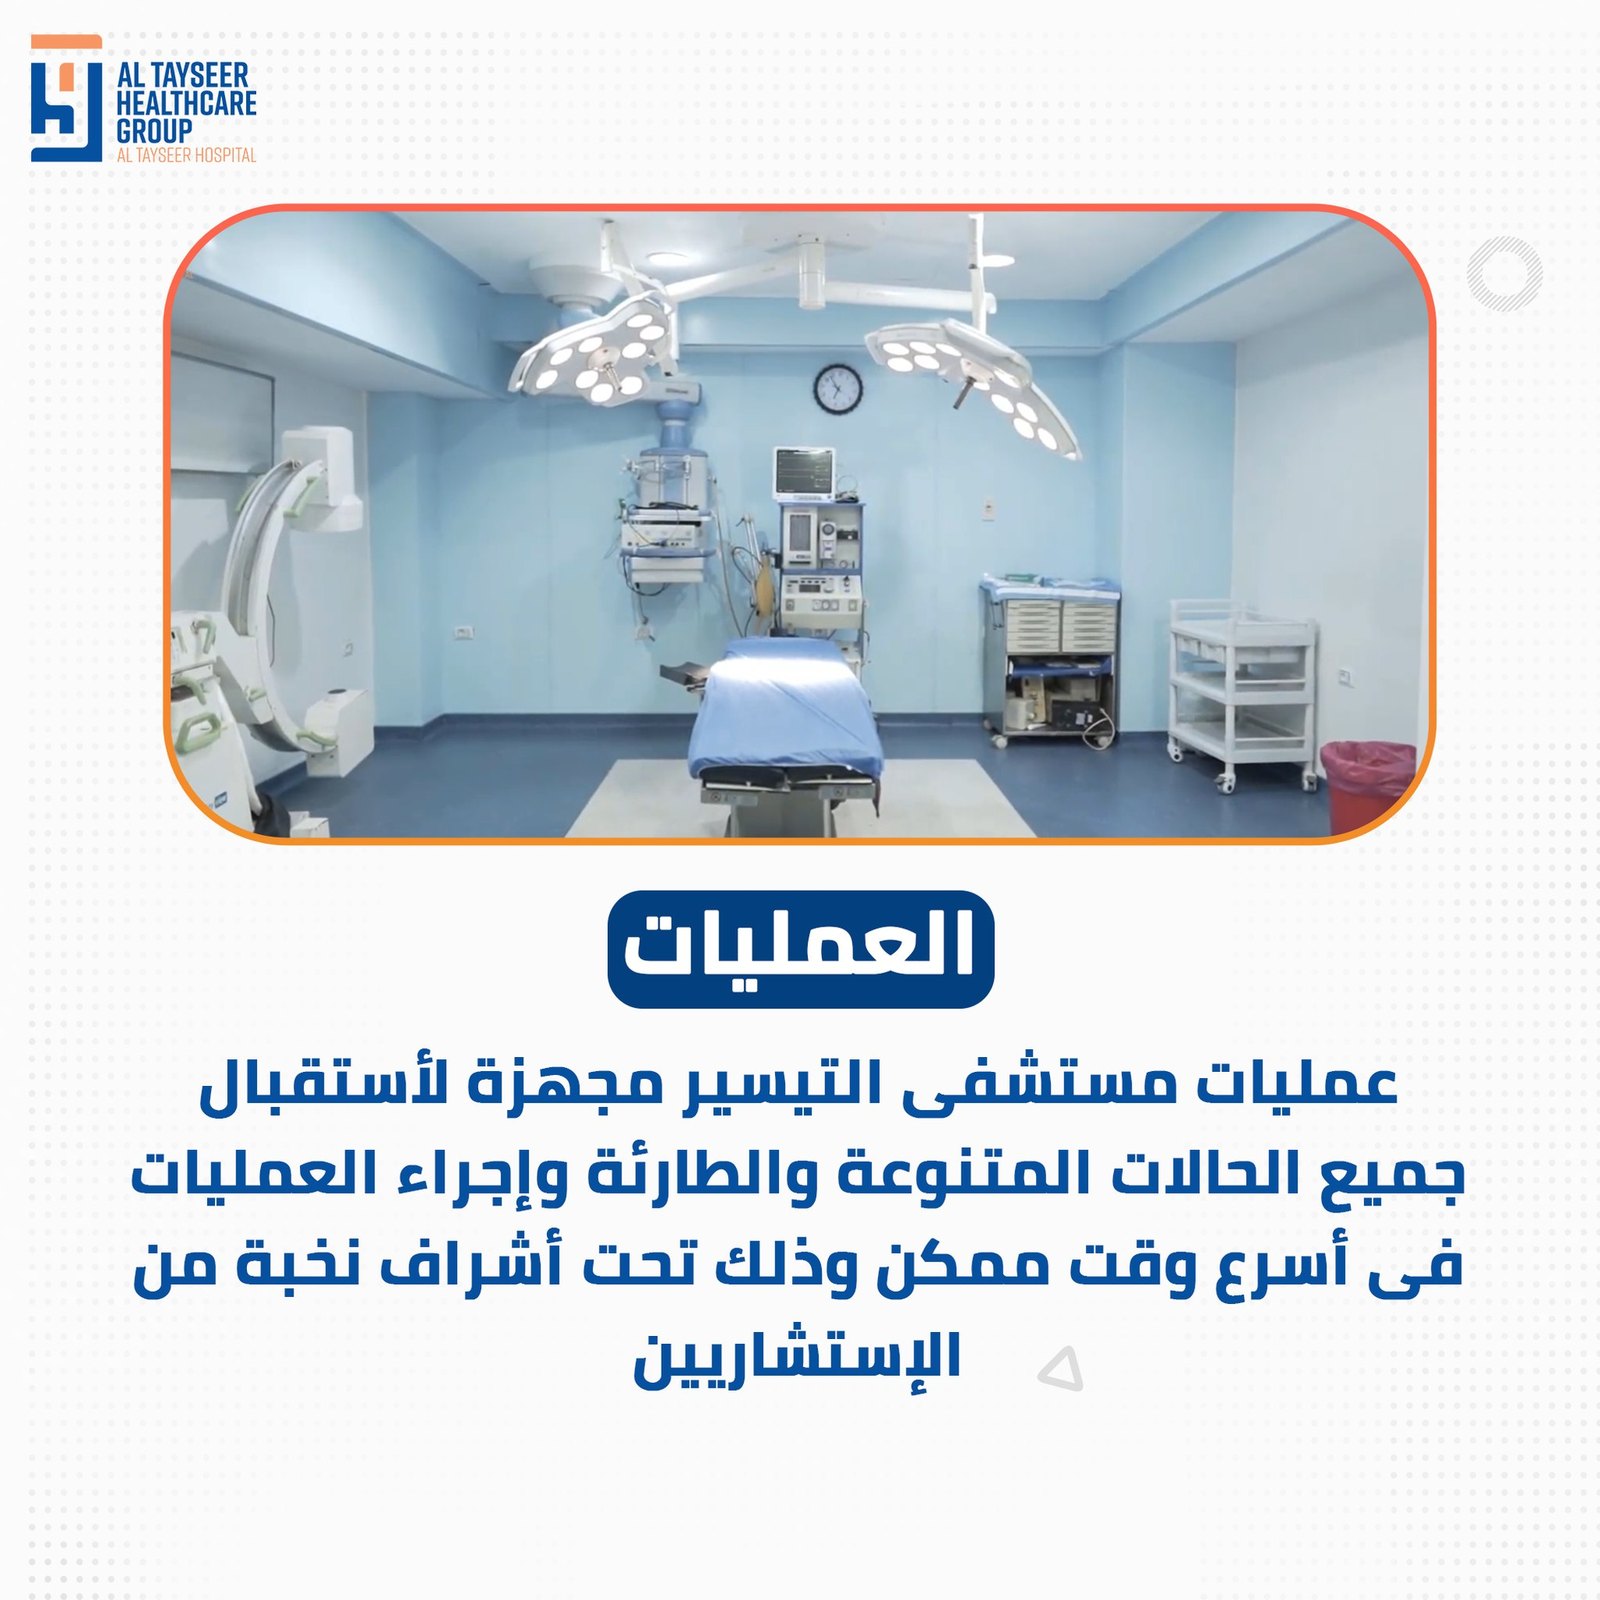 AL TAYSEER
HEALTHCARE
GROUP
AL TAYSEER HOSPITAL
العمليات
عمليات مستشفى التيسير مجهزة لأستقبال
جميع الحالات المتنوعة والطارئة وإجراء العمليات
فى أسرع وقت ممكن وذلك تحت أشراف نخبة من
الإستشاريين